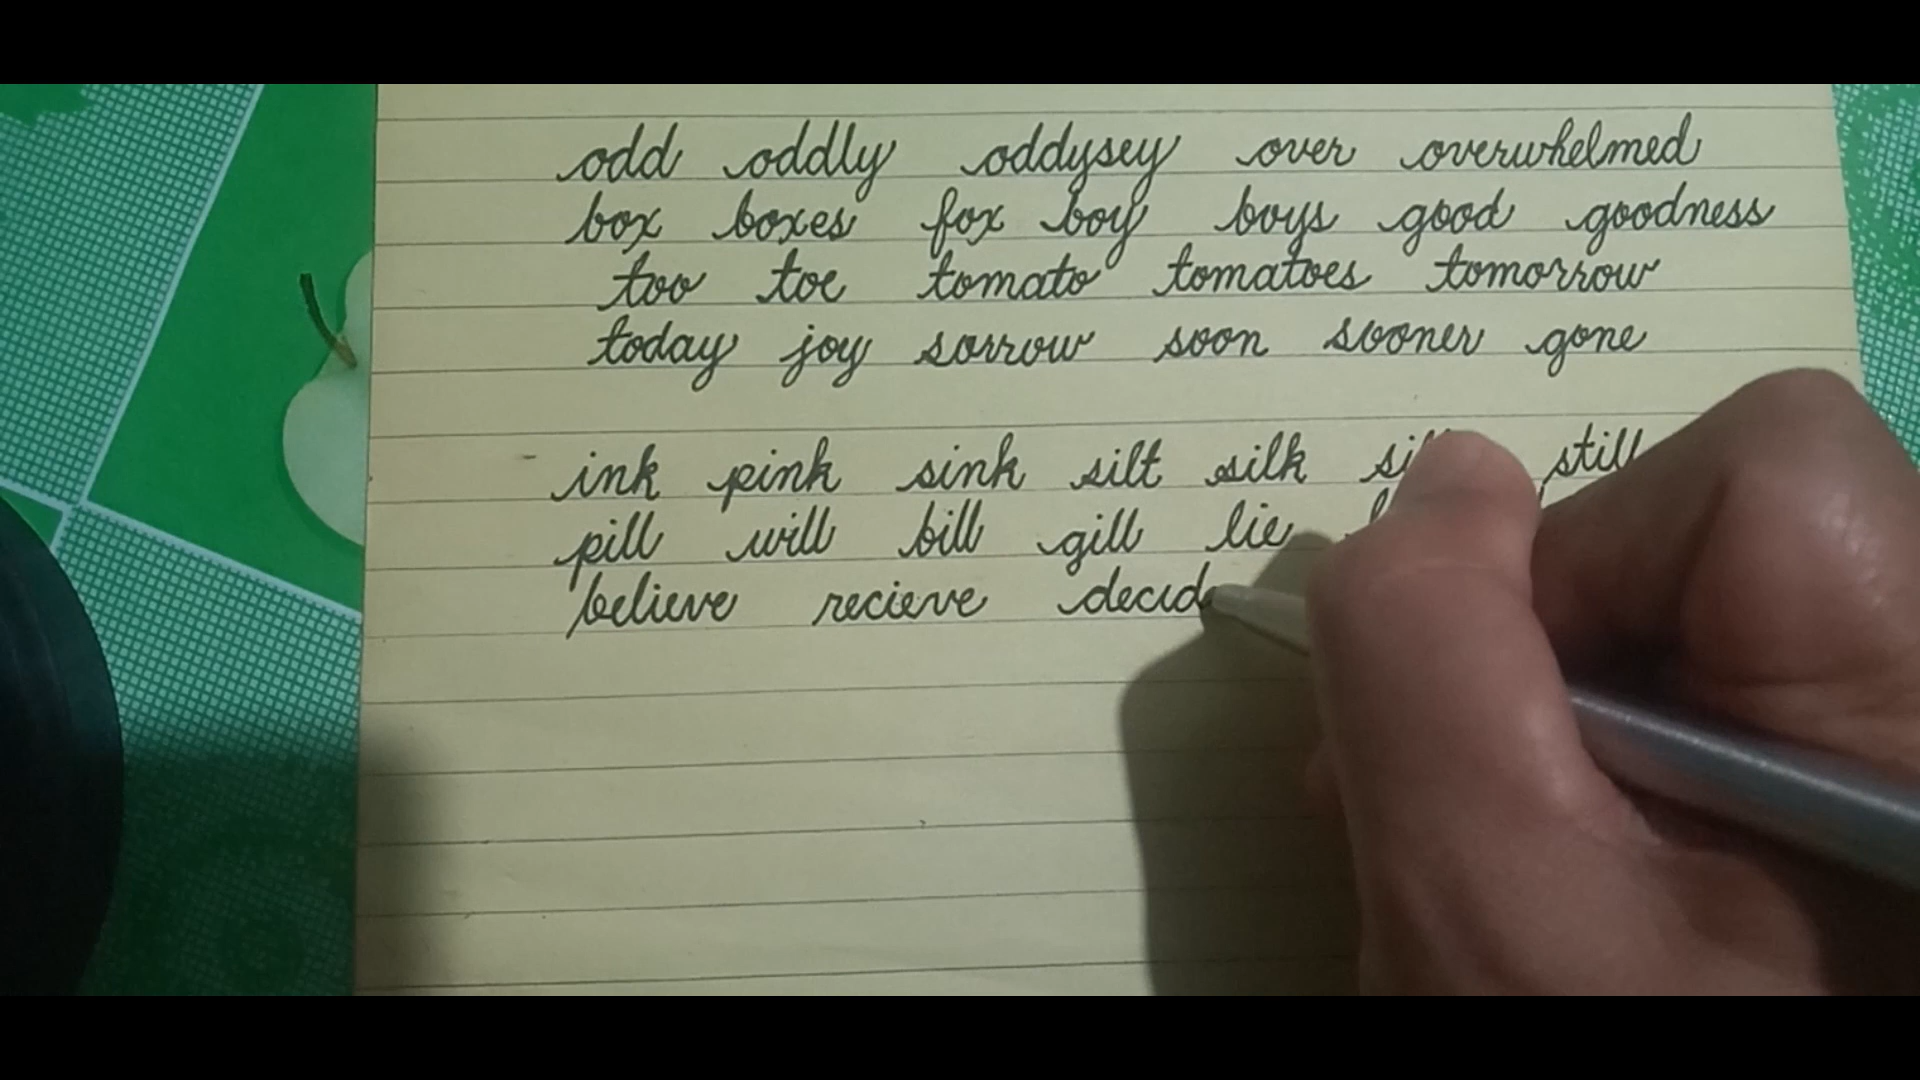 odd oddly oddysey over overwhelmed
box boxes fox boy boys good goodness
too toe tomato tomatoes tomorrow
today joy sorrow soon sooner gone
ink pink sink silt silk still
pill will bill gill lie
believe recieve